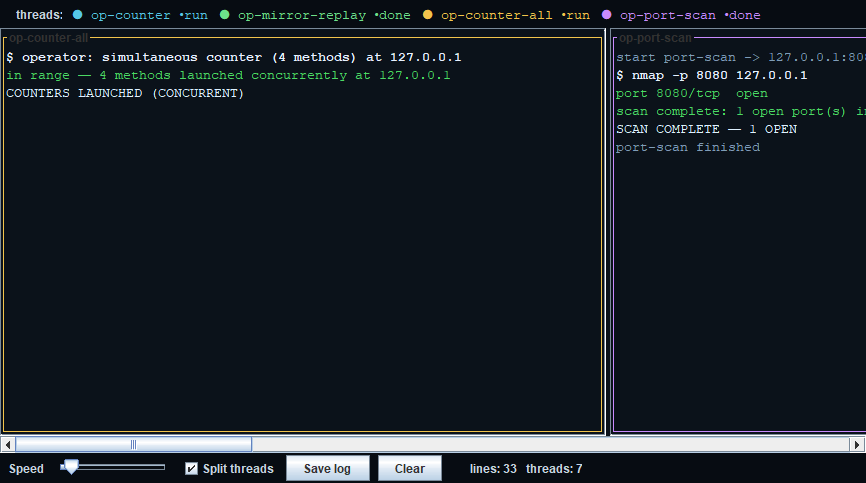 threads: op-counter •run op-mirror-replay •done op-counter-all •run op-port-scan •done
op-counter-all
$ operator: simultaneous counter (4 methods) at 127.0.0.1
in range — 4 methods launched concurrently at 127.0.0.1
COUNTERS LAUNCHED (CONCURRENT)
op-port-scan
start port-scan -> 127.0.0.1:80
$ nmap -p 8080 127.0.0.1
port 8080/tcp open
scan complete: 1 open port(s) i
SCAN COMPLETE — 1 OPEN
port-scan finished
Speed Split threads Save log Clear lines: 33 threads: 7